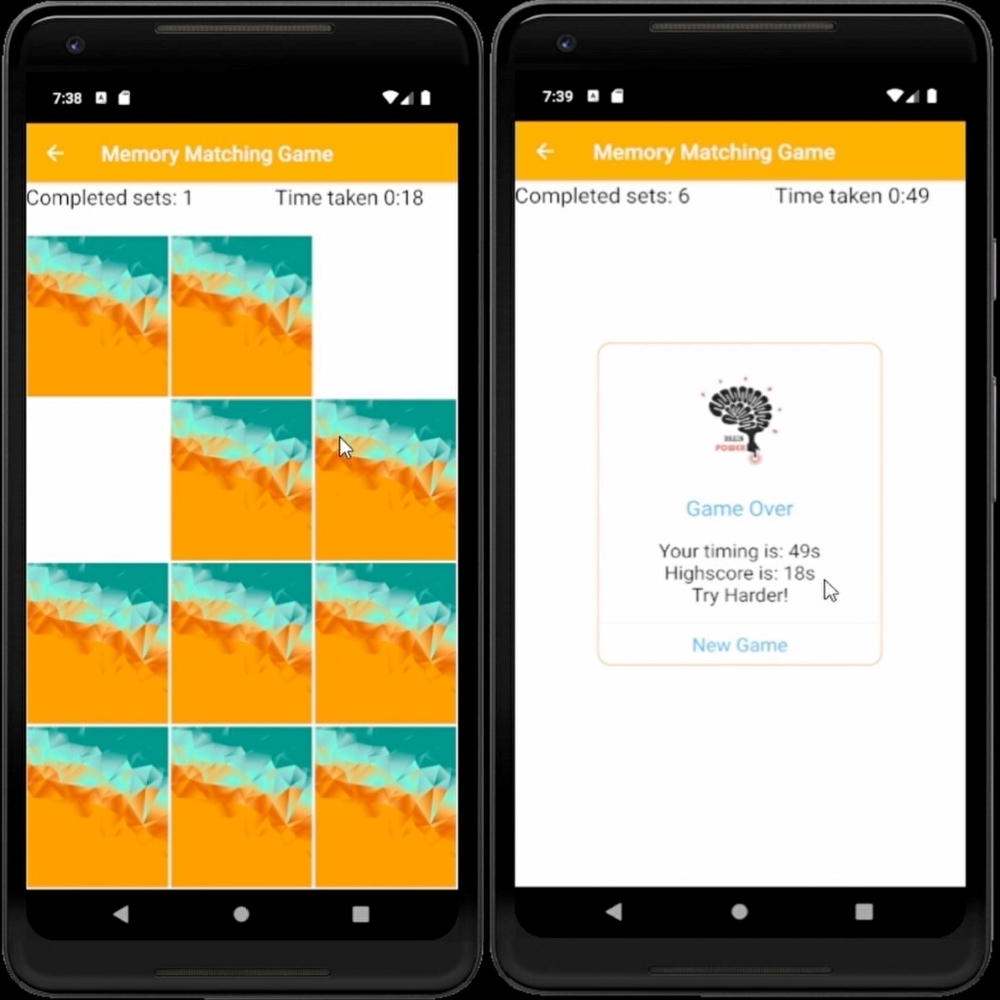 7:38
Memory Matching Game
Completed sets: 1 Time taken 0:18
7:39
Memory Matching Game
Completed sets: 6 Time taken 0:49
BRAIN
POWER
Game Over
Your timing is: 49s
Highscore is: 18s
Try Harder!
New Game